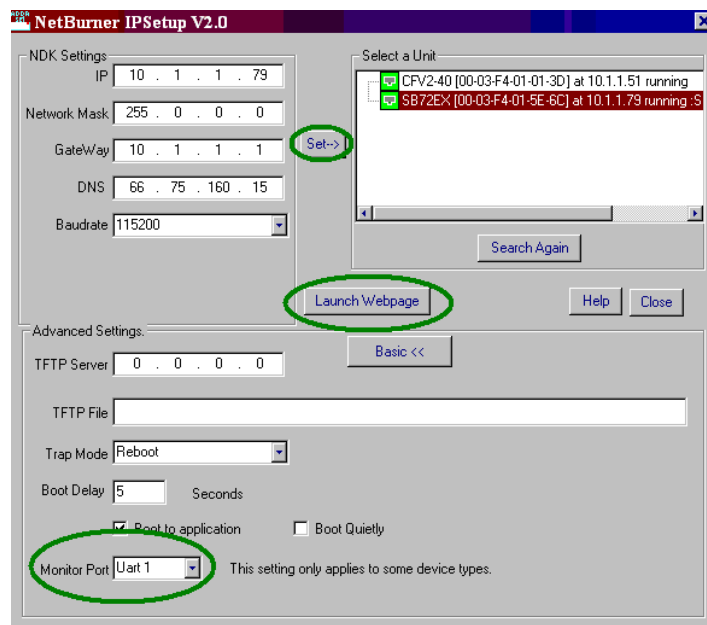 NetBurner IPSetup V2.0
NDK Settings
IP 10 . 1 . 1 . 79
Network Mask 255 . 0 . 0 . 0
GateWay 10 . 1 . 1 . 1
DNS 66 . 75 . 160 . 15
Baudrate 115200
Set-->
Select a Unit
CFV2-40 [00-03-F4-01-01-3D] at 10.1.1.51 running
SB72EX [00-03-F4-01-5E-6C] at 10.1.1.79 running :S
Search Again
Launch Webpage
Help
Close
Advanced Settings.
Basic <<
TFTP Server 0 . 0 . 0 . 0
TFTP File
Trap Mode Reboot
Boot Delay 5 Seconds
Boot to application
Boot Quietly
Monitor Port Uart 1
This setting only applies to some device types.